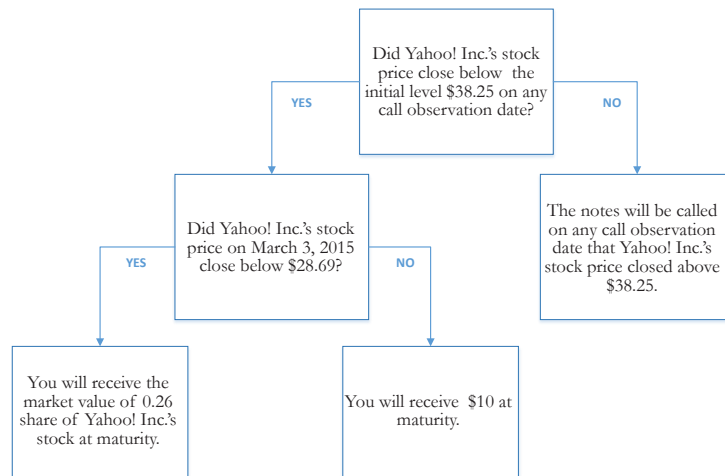 Did Yahoo! Inc.'s stock
price close below the
initial level $38.25 on any
call observation date?
YES
NO
Did Yahoo! Inc.'s stock
price on March 3, 2015
close below $28.69?
The notes will be called
on any call observation
date that Yahoo! Inc.'s
stock price closed above
$38.25.
YES
NO
You will receive the
market value of 0.26
share of Yahoo! Inc.'s
stock at maturity.
You will receive $10 at
maturity.